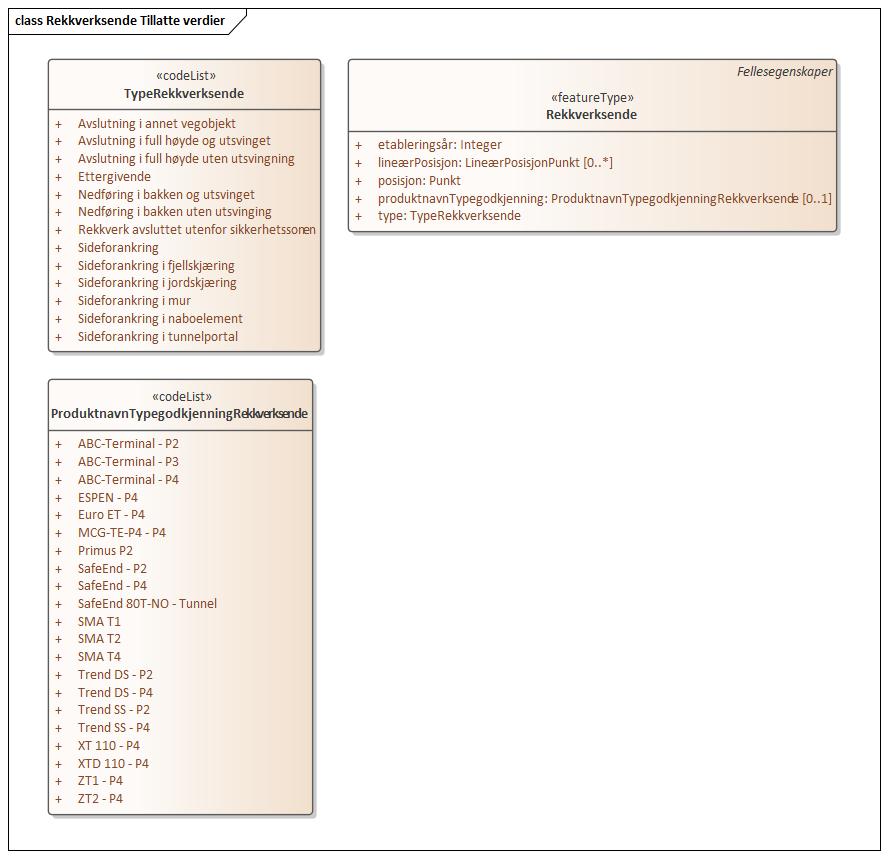 class Rekkverksende Tillatte verdier
«codeList»
TypeRekkverksende
+ Avslutning i annet vegobjekt
+ Avslutning i full høyde og utsvinget
+ Avslutning i full høyde uten utsvingning
+ Ettergivende
+ Nedføring i bakken og utsvinget
+ Nedføring i bakken uten utsvinging
+ Rekkverk avsluttet utenfor sikkerhetssonen
+ Sideforankring
+ Sideforankring i fjellskjæring
+ Sideforankring i jordskjæring
+ Sideforankring i mur
+ Sideforankring i naboelement
+ Sideforankring i tunnelportal
Fellesegenskaper
«featureType»
Rekkverksende
+ etableringsår: Integer
+ lineærPosisjon: LineærPosisjonPunkt [0..*]
+ posisjon: Punkt
+ produktnavnTypegodkjenning: ProduktnavnTypegodkjenningRekkverksende [0..1]
+ type: TypeRekkverksende
«codeList»
ProduktnavnTypegodkjenningRekkverksende
+ ABC-Terminal - P2
+ ABC-Terminal - P3
+ ABC-Terminal - P4
+ ESPEN - P4
+ Euro ET - P4
+ MCG-TE-P4 - P4
+ Primus P2
+ SafeEnd - P2
+ SafeEnd - P4
+ SafeEnd 80T-NO - Tunnel
+ SMA T1
+ SMA T2
+ SMA T4
+ Trend DS - P2
+ Trend DS - P4
+ Trend SS - P2
+ Trend SS - P4
+ XT 110 - P4
+ XTD 110 - P4
+ ZT1 - P4
+ ZT2 - P4